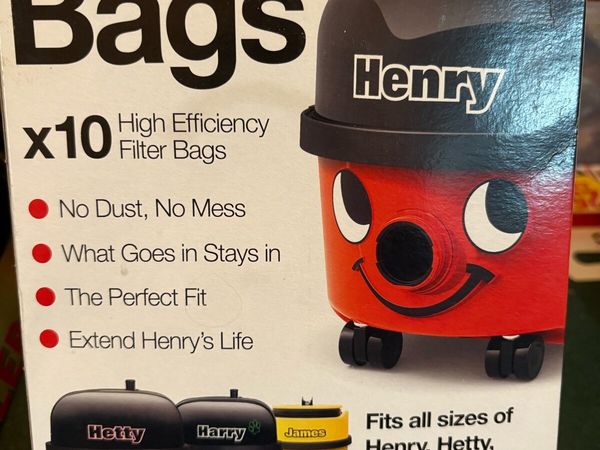 Bags
Henry
x10 High Efficiency
Filter Bags
No Dust, No Mess
What Goes in Stays in
The Perfect Fit
Extend Henry's Life
Hetty
Harry
James
Fits all sizes of
Henry, Hetty,